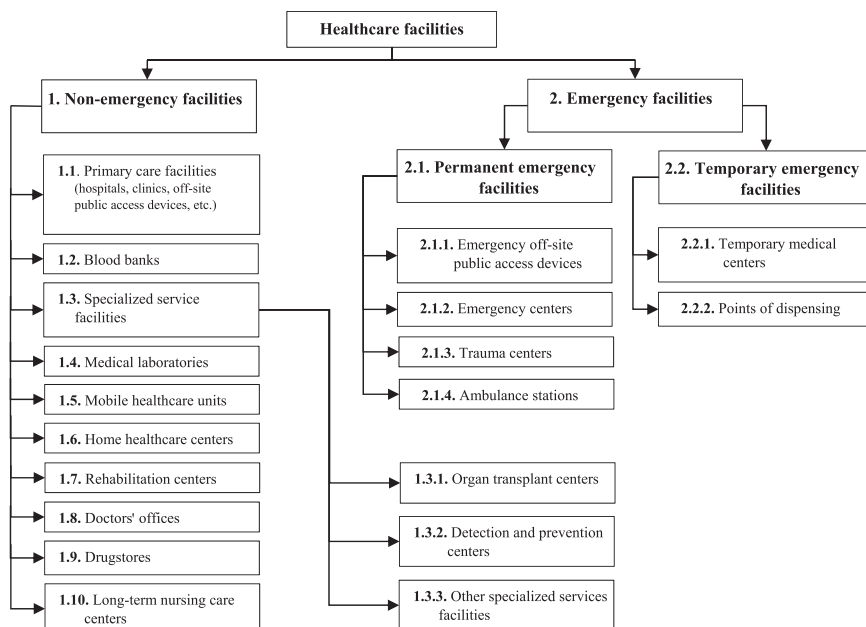 Healthcare facilities
1. Non-emergency facilities
2. Emergency facilities
1.1. Primary care facilities
(hospitals, clinics, off-site
public access devices, etc.)
1.2. Blood banks
1.3. Specialized service
facilities
1.4. Medical laboratories
1.5. Mobile healthcare units
1.6. Home healthcare centers
1.7. Rehabilitation centers
1.8. Doctors' offices
1.9. Drugstores
1.10. Long-term nursing care
centers
2.1. Permanent emergency
facilities
2.1.1. Emergency off-site
public access devices
2.1.2. Emergency centers
2.1.3. Trauma centers
2.1.4. Ambulance stations
1.3.1. Organ transplant centers
1.3.2. Detection and prevention
centers
1.3.3. Other specialized services
facilities
2.2. Temporary emergency
facilities
2.2.1. Temporary medical
centers
2.2.2. Points of dispensing